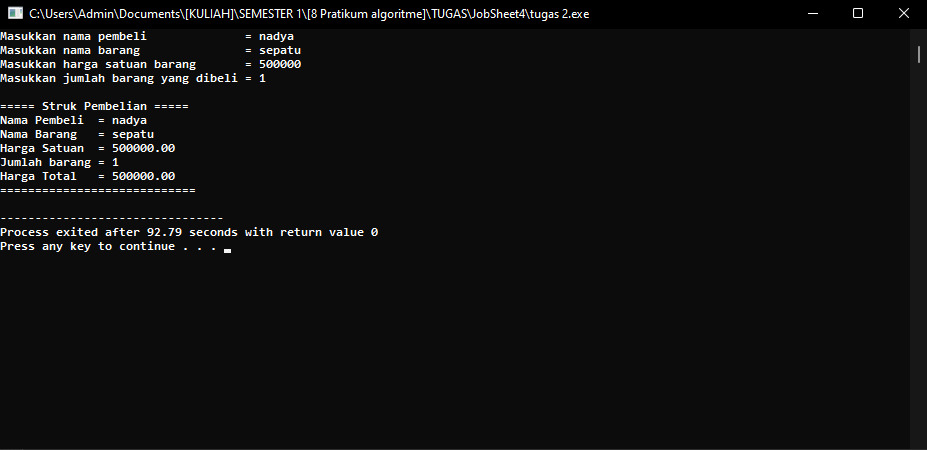 C:\Users\Admin\Documents\[KULIAH]\SEMESTER 1\[8 Pratikum algoritme]\TUGAS\JobSheet4\tugas 2.exe
Masukkan nama pembeli              = nadya
Masukkan nama barang               = sepatu
Masukkan harga satuan barang       = 500000
Masukkan jumlah barang yang dibeli = 1

===== Struk Pembelian =====
Nama Pembeli  = nadya
Nama Barang   = sepatu
Harga Satuan  = 500000.00
Jumlah barang = 1
Harga Total   = 500000.00
============================

--------------------------------
Process exited after 92.79 seconds with return value 0
Press any key to continue . . .